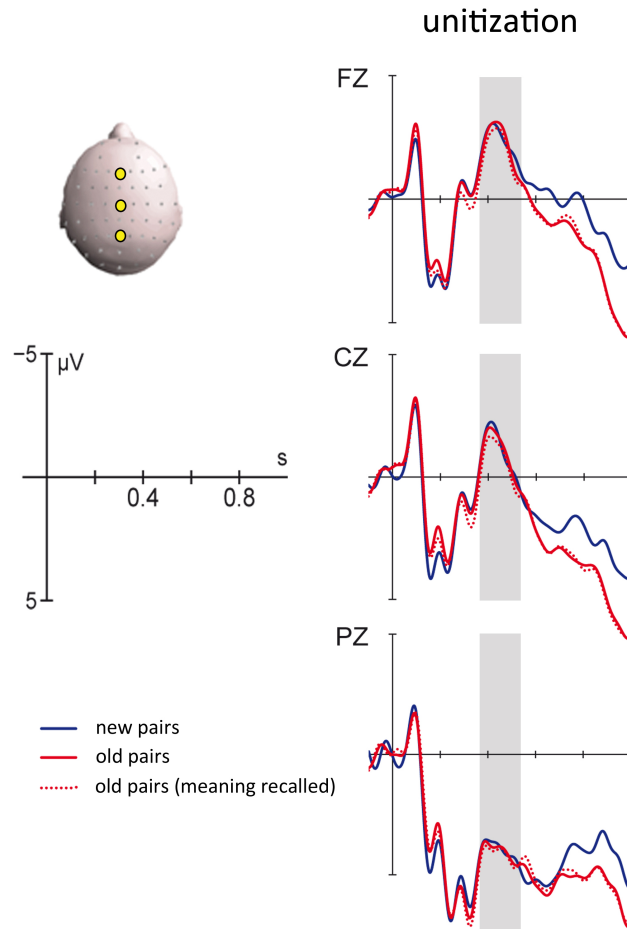 unitization
FZ
−5
µV
s
0.4
0.8
5
CZ
PZ
new pairs
old pairs
old pairs (meaning recalled)